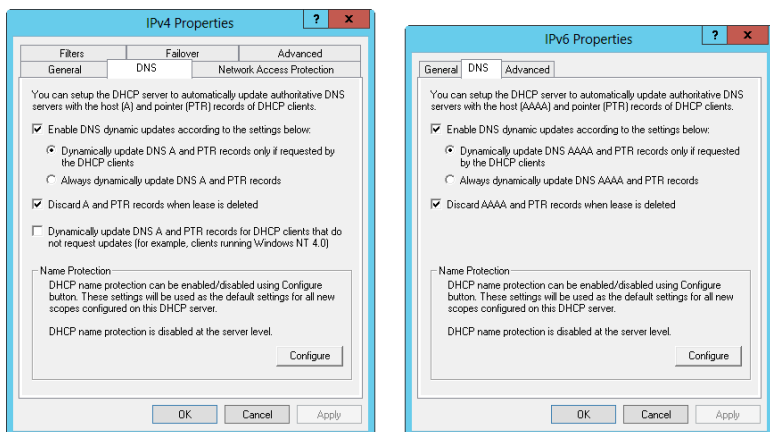 IPv4 Properties
? x
Filters Failover Advanced
General DNS Network Access Protection
You can setup the DHCP server to automatically update authoritative DNS
servers with the host (A) and pointer (PTR) records of DHCP clients.
Enable DNS dynamic updates according to the settings below:
Dynamically update DNS A and PTR records only if requested by
the DHCP clients
Always dynamically update DNS A and PTR records
Discard A and PTR records when lease is deleted
Dynamically update DNS A and PTR records for DHCP clients that do
not request updates (for example, clients running Windows NT 4.0)
Name Protection
DHCP name protection can be enabled/disabled using Configure
button. These settings will be used as the default settings for all new
scopes configured on this DHCP server.
DHCP name protection is disabled at the server level.
Configure
OK Cancel Apply
IPv6 Properties
? x
General DNS Advanced
You can setup the DHCP server to automatically update authoritative DNS
servers with the host (AAAA) and pointer (PTR) records of DHCP clients.
Enable DNS dynamic updates according to the settings below:
Dynamically update DNS AAAA and PTR records only if requested
by the DHCP clients
Always dynamically update DNS AAAA and PTR records
Discard AAAA and PTR records when lease is deleted
Name Protection
DHCP name protection can be enabled/disabled using Configure
button. These settings will be used as the default settings for all new
scopes configured on this DHCP server.
DHCP name protection is disabled at the server level.
Configure
OK Cancel Apply